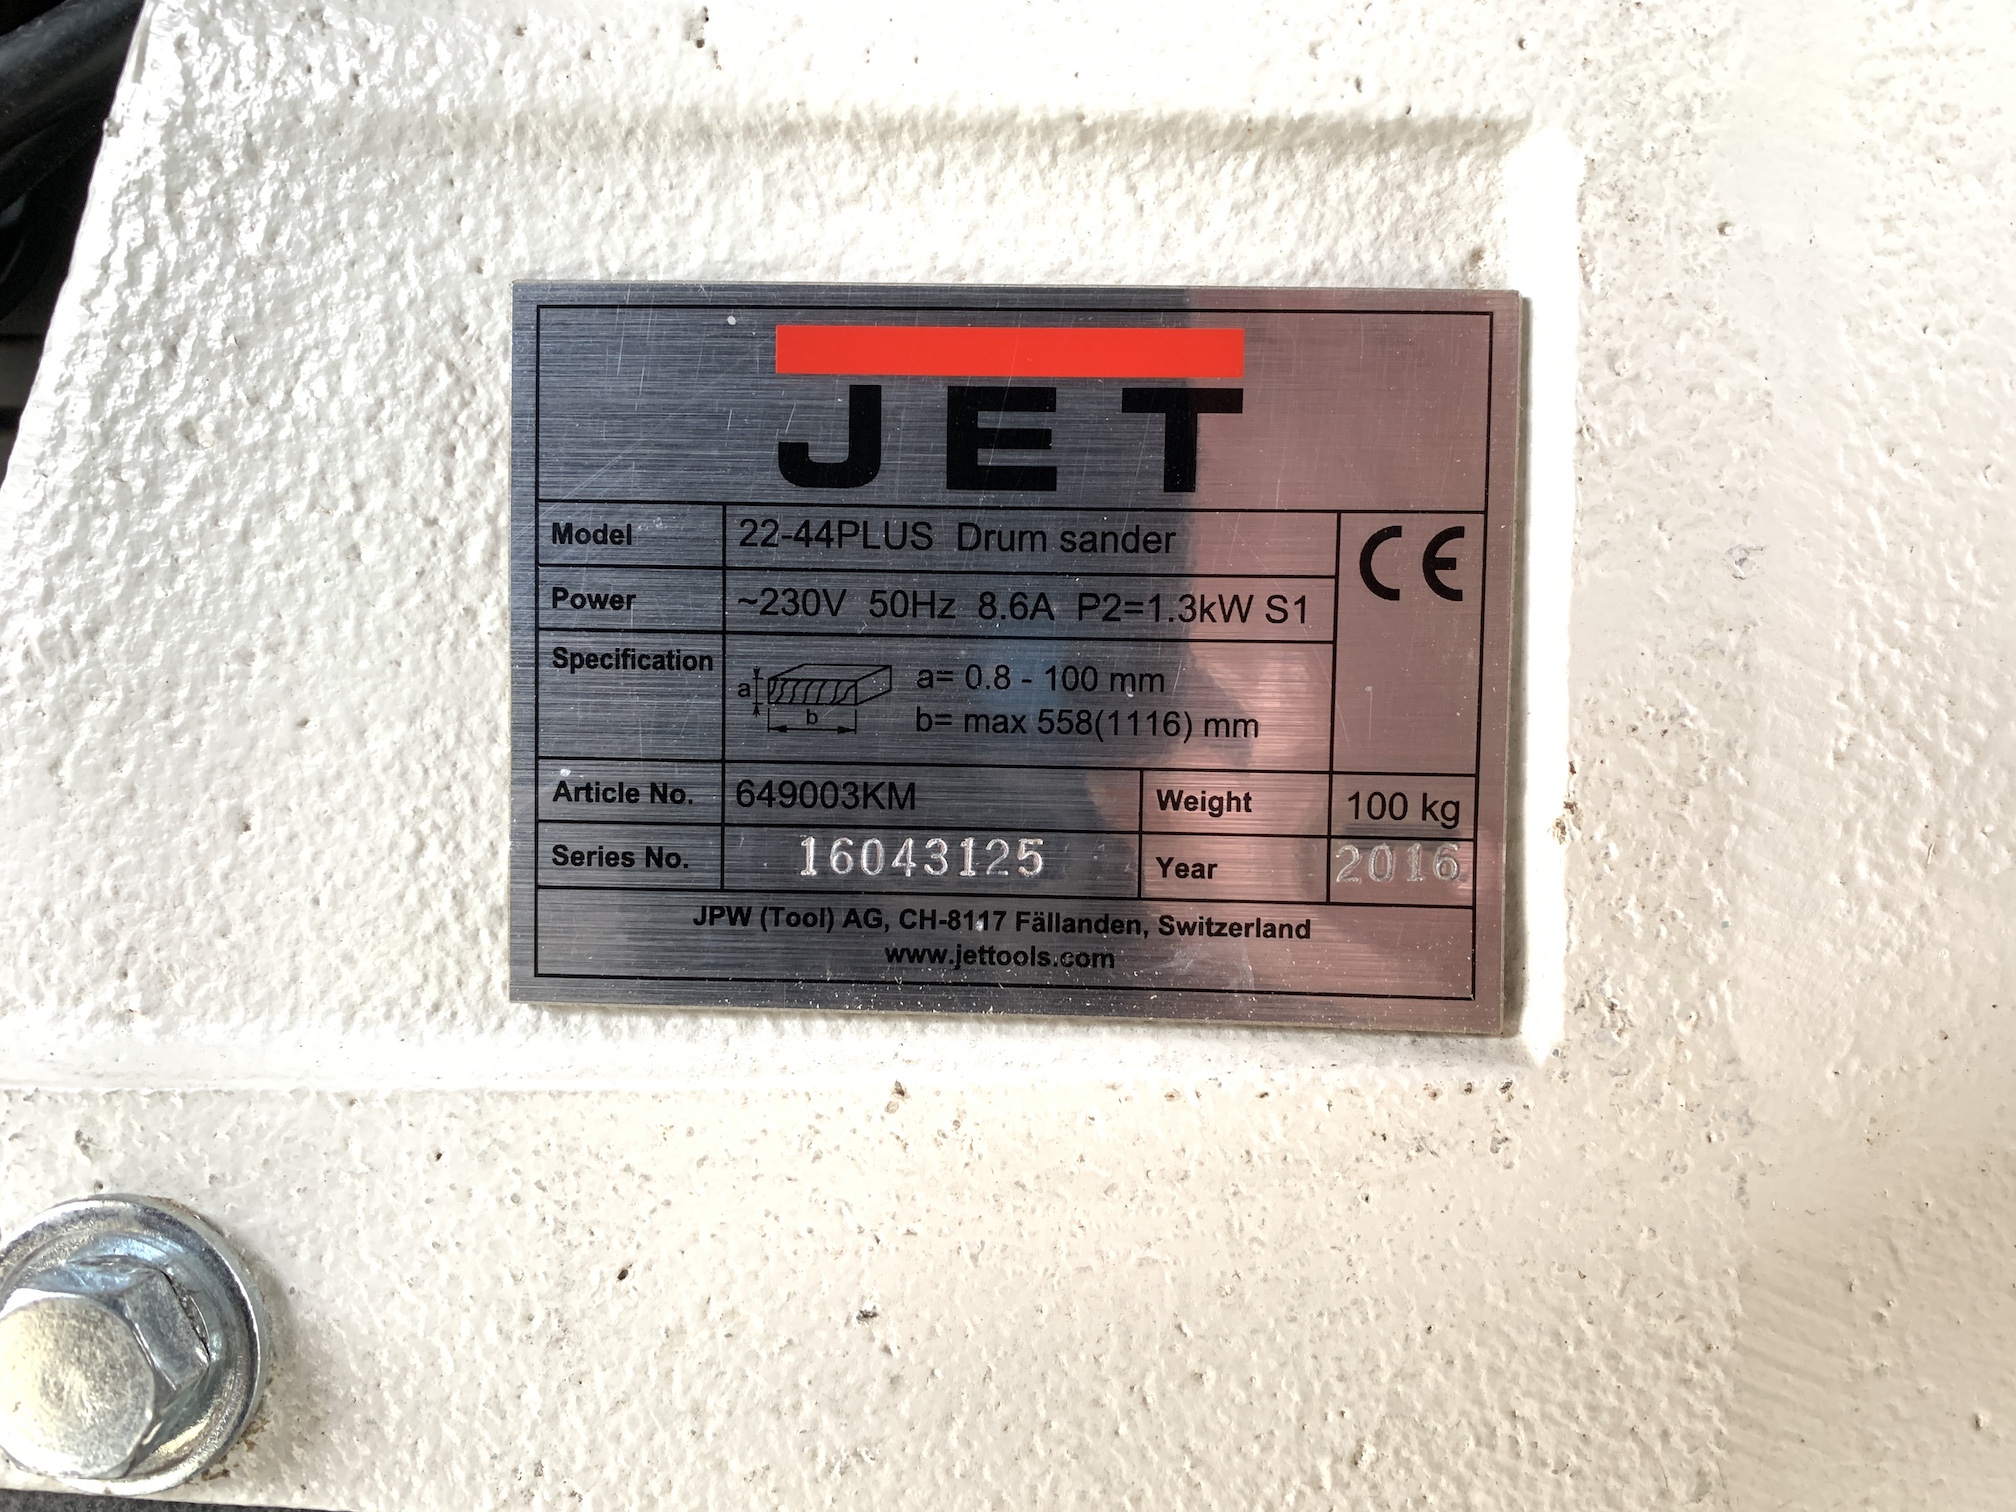 JET
Model 22-44PLUS Drum sander
CE
Power ~230V 50Hz 8.6A P2=1.3kW S1
Specification
a a= 0.8 - 100 mm
b b= max 558(1116) mm
Article No. 649003KM Weight 100 kg
Series No. 16043125 Year 2016
JPW (Tool) AG, CH-8117 Fällanden, Switzerland
www.jettools.com